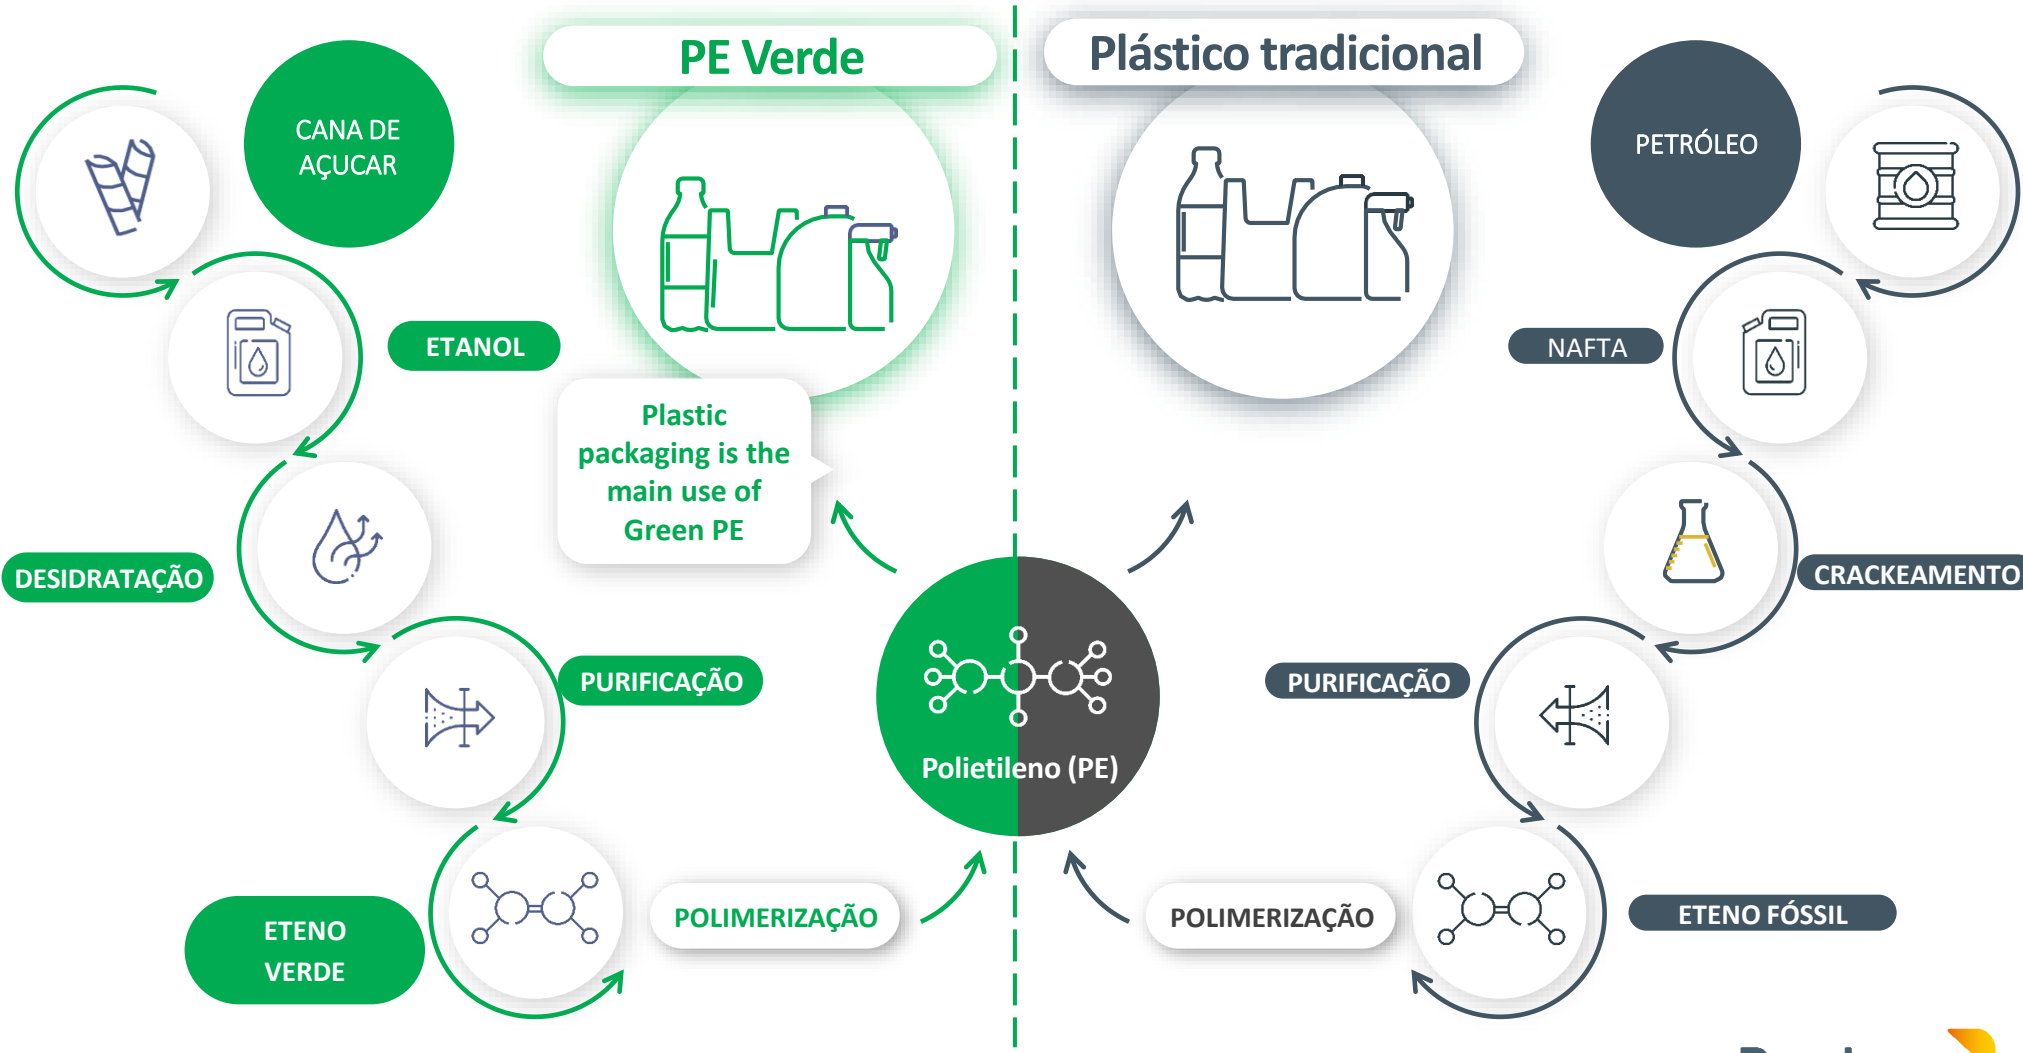 PE Verde
Plástico tradicional
CANA DE
AÇUCAR
PETRÓLEO
ETANOL
NAFTA
Plastic
packaging is the
main use of
Green PE
DESIDRATAÇÃO
CRACKEAMENTO
PURIFICAÇÃO
PURIFICAÇÃO
Polietileno (PE)
ETENO
VERDE
POLIMERIZAÇÃO
POLIMERIZAÇÃO
ETENO FÓSSIL